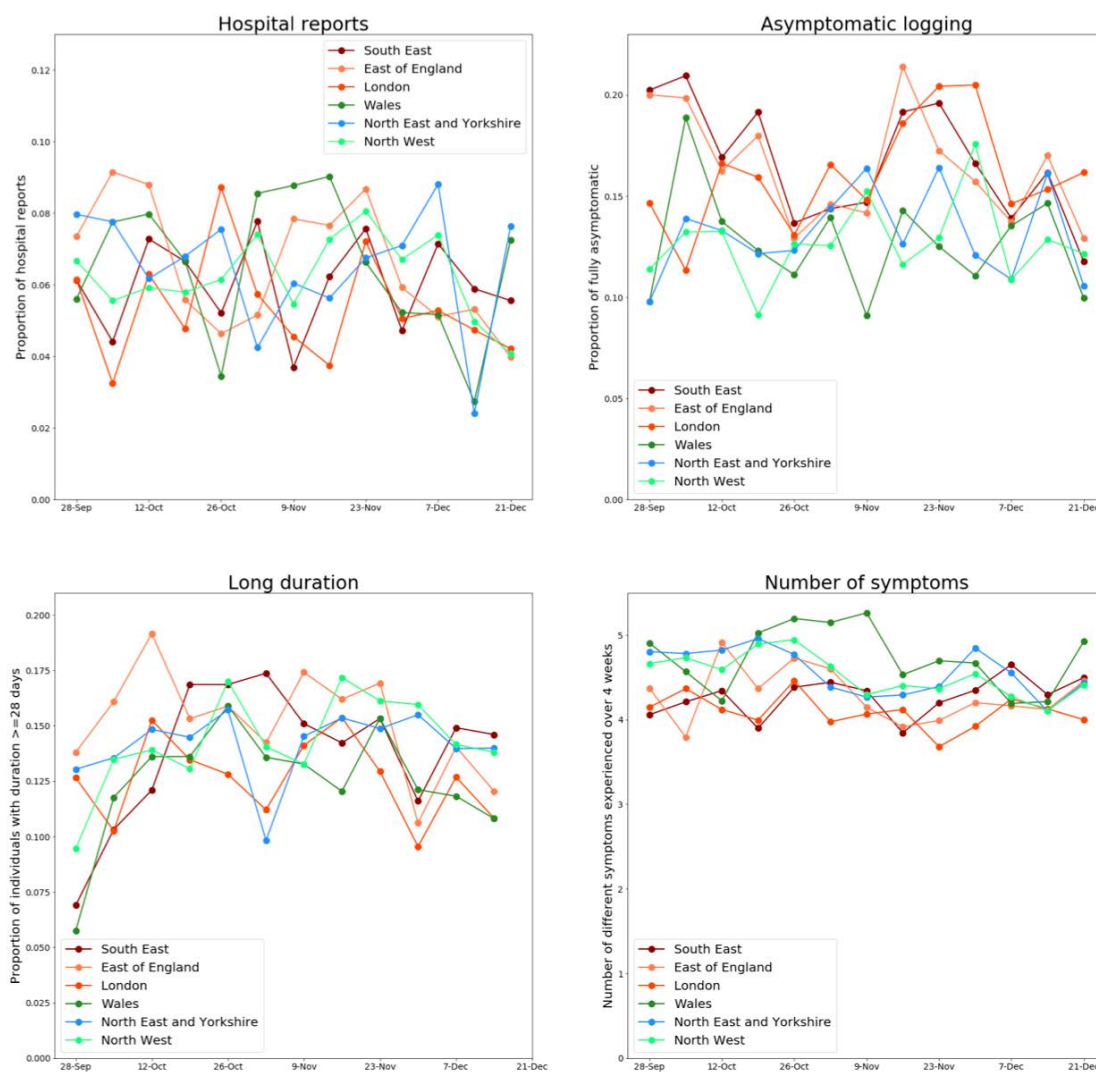 Hospital reports
Proportion of hospital reports
0.12
0.10
0.08
0.06
0.04
0.02
0.00
South East
East of England
London
Wales
North East and Yorkshire
North West
28-Sep 12-Oct 26-Oct 9-Nov 23-Nov 7-Dec 21-Dec
Asymptomatic logging
Proportion of fully asymptomatic
0.20
0.15
0.10
0.05
0.00
South East
East of England
London
Wales
North East and Yorkshire
North West
28-Sep 12-Oct 26-Oct 9-Nov 23-Nov 7-Dec 21-Dec
Long duration
Proportion of individuals with duration >=28 days
0.200
0.175
0.150
0.125
0.100
0.075
0.050
0.025
0.000
South East
East of England
London
Wales
North East and Yorkshire
North West
28-Sep 12-Oct 26-Oct 9-Nov 23-Nov 7-Dec 21-Dec
Number of symptoms
Number of different symptoms experienced over 4 weeks
5
4
3
2
1
0
South East
East of England
London
Wales
North East and Yorkshire
North West
28-Sep 12-Oct 26-Oct 9-Nov 23-Nov 7-Dec 21-Dec